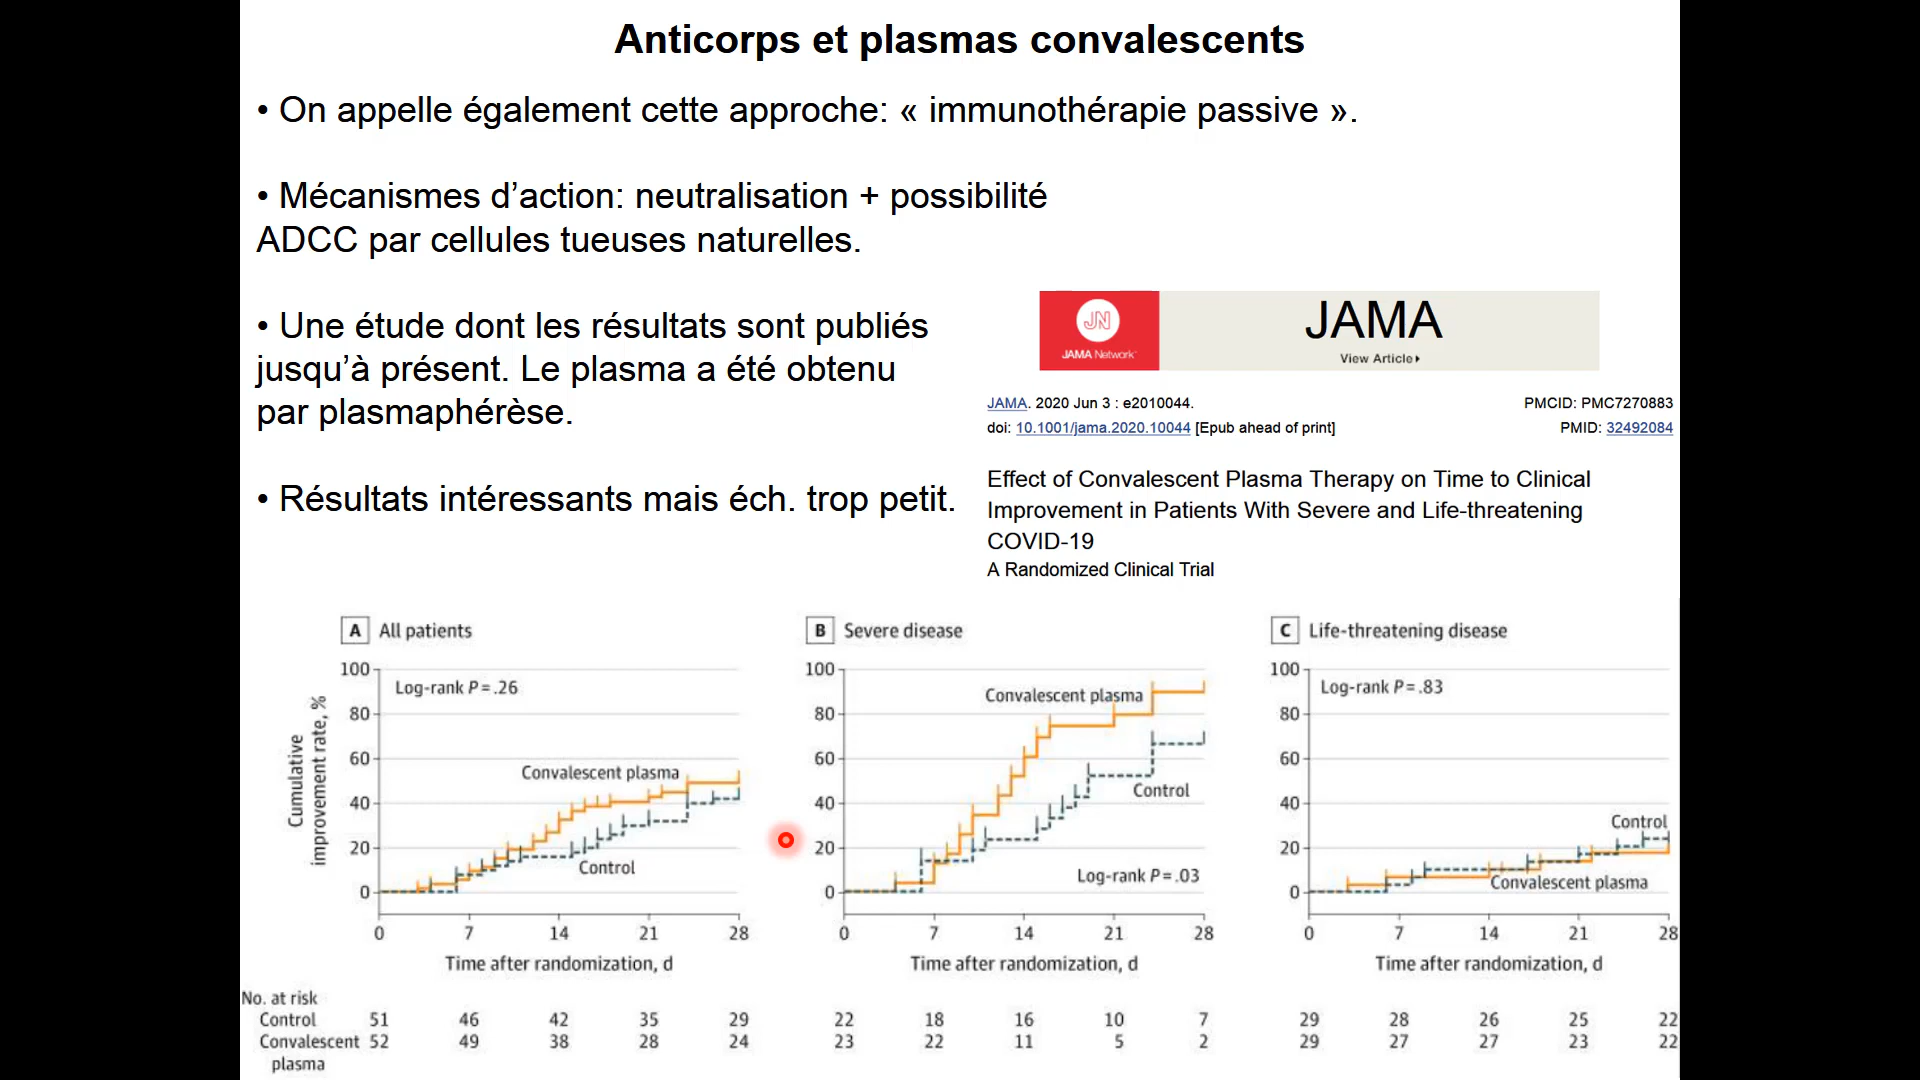 Anticorps et plasmas convalescents
• On appelle également cette approche: « immunothérapie passive ».
• Mécanismes d’action: neutralisation + possibilité
ADCC par cellules tueuses naturelles.
• Une étude dont les résultats sont publiés
jusqu’à présent. Le plasma a été obtenu
par plasmaphérèse.
• Résultats intéressants mais éch. trop petit.
JN
JAMA Network
JAMA
View Article
JAMA. 2020 Jun 3 : e2010044.
doi: 10.1001/jama.2020.10044 [Epub ahead of print]
PMCID: PMC7270883
PMID: 32492084
Effect of Convalescent Plasma Therapy on Time to Clinical
Improvement in Patients With Severe and Life-threatening
COVID-19
A Randomized Clinical Trial
A All patients
Log-rank P=.26
Cumulative
improvement rate, %
100
80
60
40
20
0
Convalescent plasma
Control
0 7 14 21 28
Time after randomization, d
B Severe disease
100
80
60
40
20
0
Convalescent plasma
Control
Log-rank P=.03
0 7 14 21 28
Time after randomization, d
C Life-threatening disease
Log-rank P=.83
100
80
60
40
20
0
Control
Convalescent plasma
0 7 14 21 28
Time after randomization, d
No. at risk
Control 51 46 42 35 29 22 18 16 10 7 29 28 26 25 22
Convalescent 52 49 38 28 24 23 22 11 5 2 29 27 27 23 22
plasma